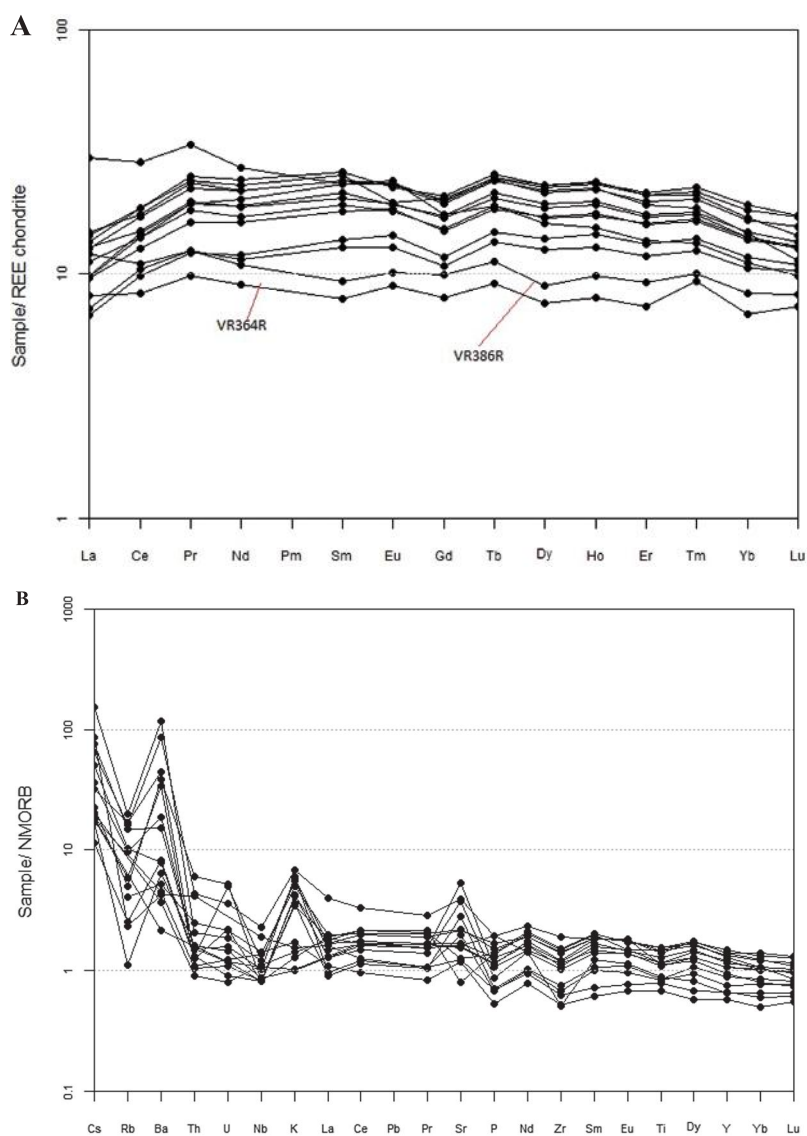 A
100
10
1
Sample/ REE chondrite
VR364R
VR386R
La Ce Pr Nd Pm Sm Eu Gd Tb Dy Ho Er Tm Yb Lu
B
1000
100
10
1
0.1
Sample/ NMORB
Cs Rb Ba Th U Nb K La Ce Pb Pr Sr P Nd Zr Sm Eu Ti Dy Y Yb Lu